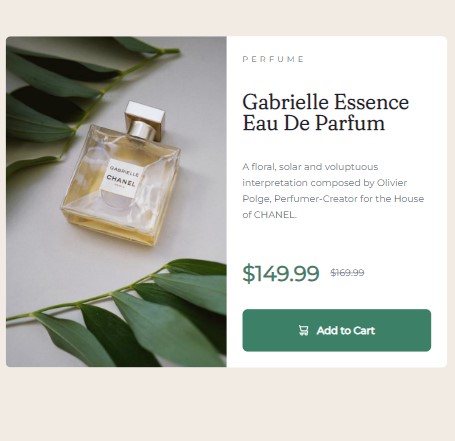 PERFUME
Gabrielle Essence
Eau De Parfum
A floral, solar and voluptuous
interpretation composed by Olivier
Polge, Perfumer-Creator for the House
of CHANEL.
$149.99 $169.99
Add to Cart
GABRIELLE
CHANEL